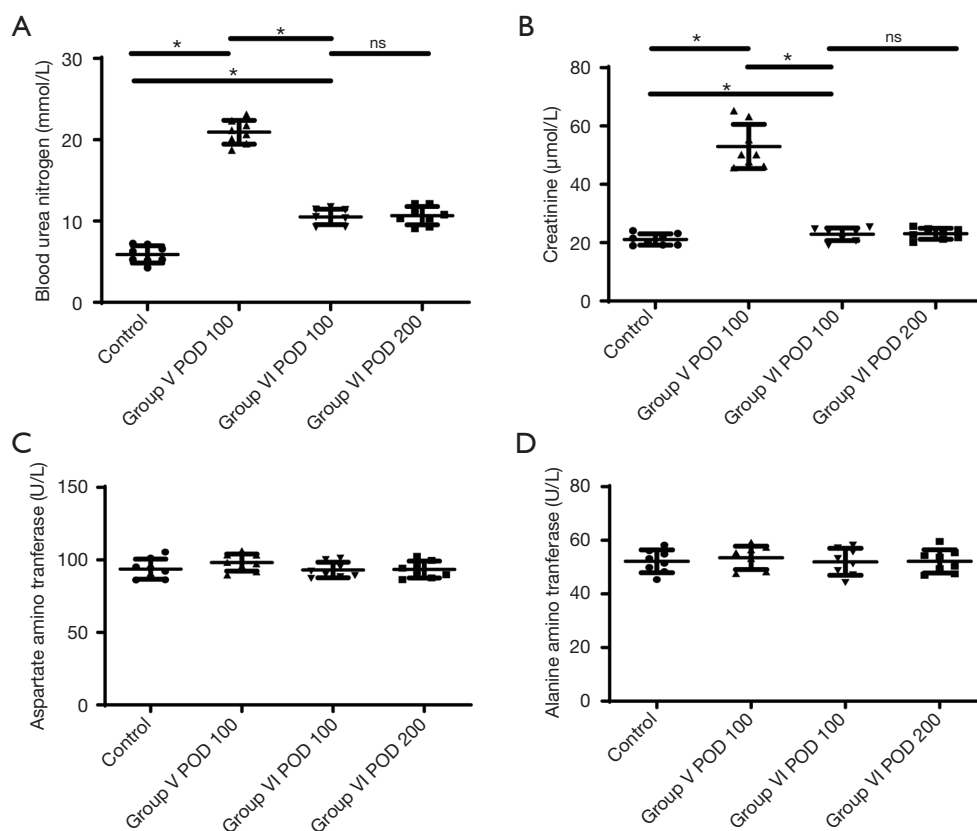 A
*
*
ns
*
Blood urea nitrogen (mmol/L)
30
20
10
0
Control
Group V POD 100
Group VI POD 100
Group VI POD 200
B
*
ns
*
*
Creatinine (µmol/L)
80
60
40
20
0
Control
Group V POD 100
Group VI POD 100
Group VI POD 200
C
Aspartate amino tranferase (U/L)
150
100
50
0
Control
Group V POD 100
Group VI POD 100
Group VI POD 200
D
Alanine amino tranferase (U/L)
80
60
40
20
0
Control
Group V POD 100
Group VI POD 100
Group VI POD 200